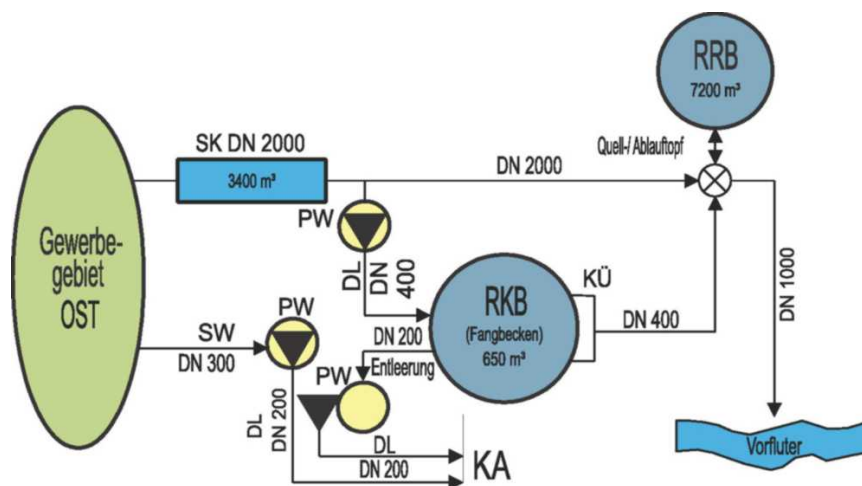 RRB
7200 m³
Quell-/ Ablauftopf
SK DN 2000
3400 m³
DN 2000
PW
Gewerbe-
gebiet
OST
DL
DN
400
KÜ
RKB
(Fangbecken)
650 m³
DN 400
DN 1000
PW
SW
DN 300
DN 200
Entleerung
PW
DL
DN 200
DL
DN 200
KA
Vorfluter